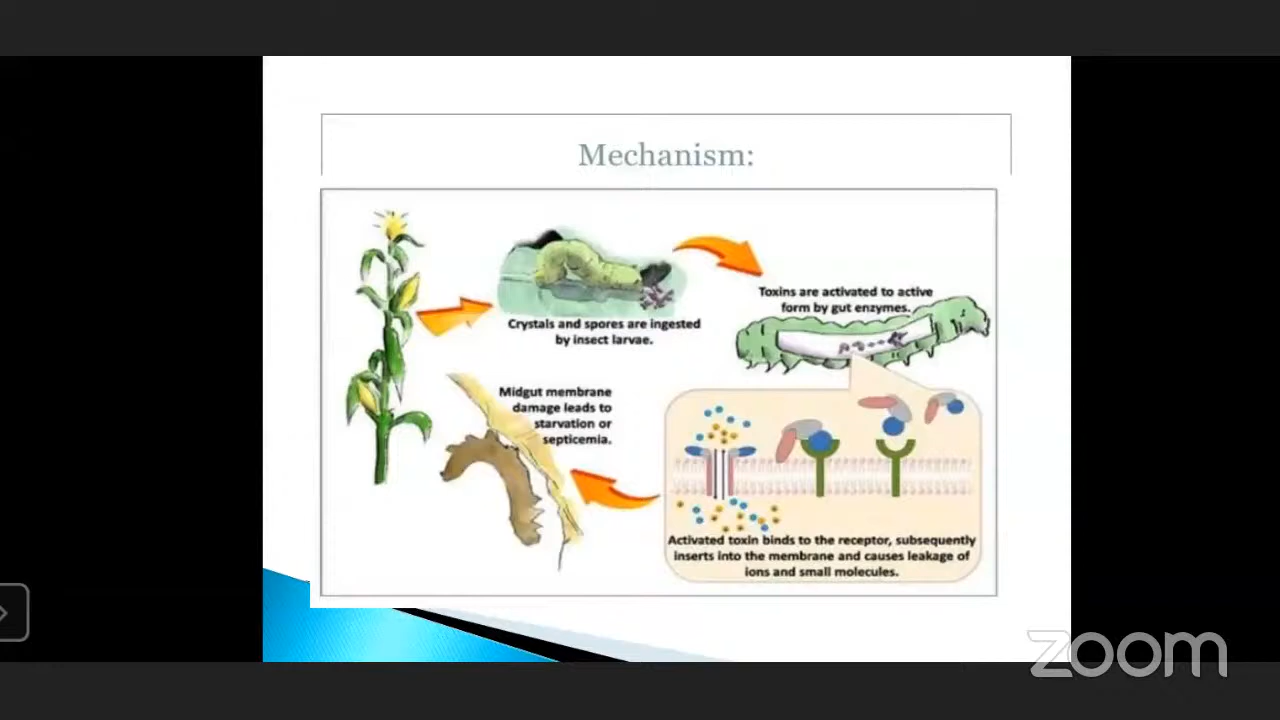 Mechanism:
Crystals and spores are ingested
by insect larvae.
Toxins are activated to active
form by gut enzymes.
Activated toxin binds to the receptor, subsequently
inserts into the membrane and causes leakage of
ions and small molecules.
Midgut membrane
damage leads to
starvation or
septicemia.
zoom